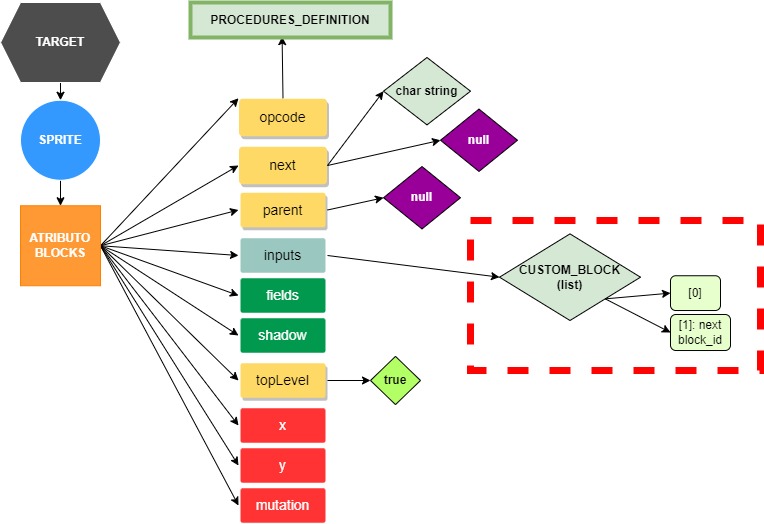 PROCEDURES_DEFINITION
TARGET
char string
opcode
SPRITE
null
next
null
parent
ATRIBUTO
BLOCKS
inputs
CUSTOM_BLOCK
(list)
[0]
fields
[1]: next
block_id
shadow
topLevel
true
x
y
mutation